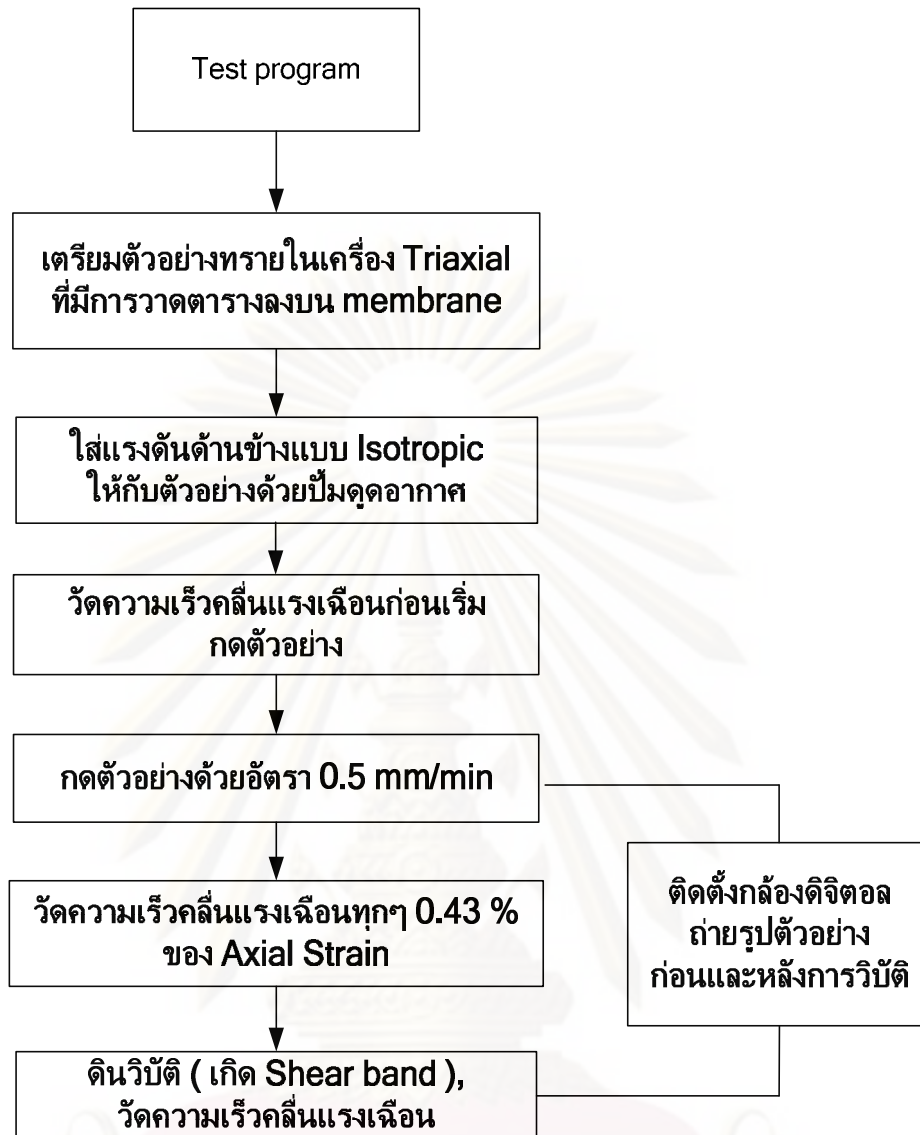 Test program
เตรียมตัวอย่างทรายในเครื่อง Triaxial
ที่มีการวาดตารางลงบน membrane
ใส่แรงดันด้านข้างแบบ Isotropic
ให้กับตัวอย่างด้วยปั๊มดูดอากาศ
วัดความเร็วคลื่นแรงเฉือนก่อนเริ่ม
กดตัวอย่าง
กดตัวอย่างด้วยอัตรา 0.5 mm/min
วัดความเร็วคลื่นแรงเฉือนทุกๆ 0.43 %
ของ Axial Strain
ติดตั้งกล้องดิจิตอล
ถ่ายรูปตัวอย่าง
ก่อนและหลังการวิบัติ
ดินวิบัติ ( เกิด Shear band ),
วัดความเร็วคลื่นแรงเฉือน